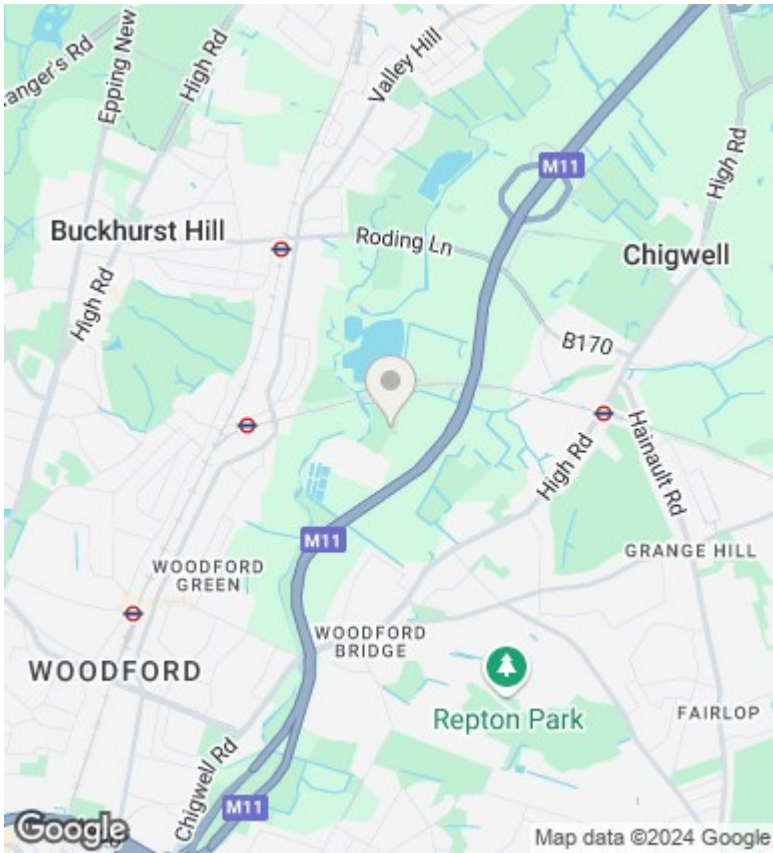 Epping New
High Rd
Valley Hill
M11
High Rd
Buckhurst Hill
Roding Ln
Chigwell
High Rd
B170
Hainault Rd
High Rd
M11
GRANGE HILL
WOODFORD
GREEN
WOODFORD
BRIDGE
WOODFORD
Repton Park
FAIRLOP
Chigwell Rd
M11
Google
Map data ©2024 Google